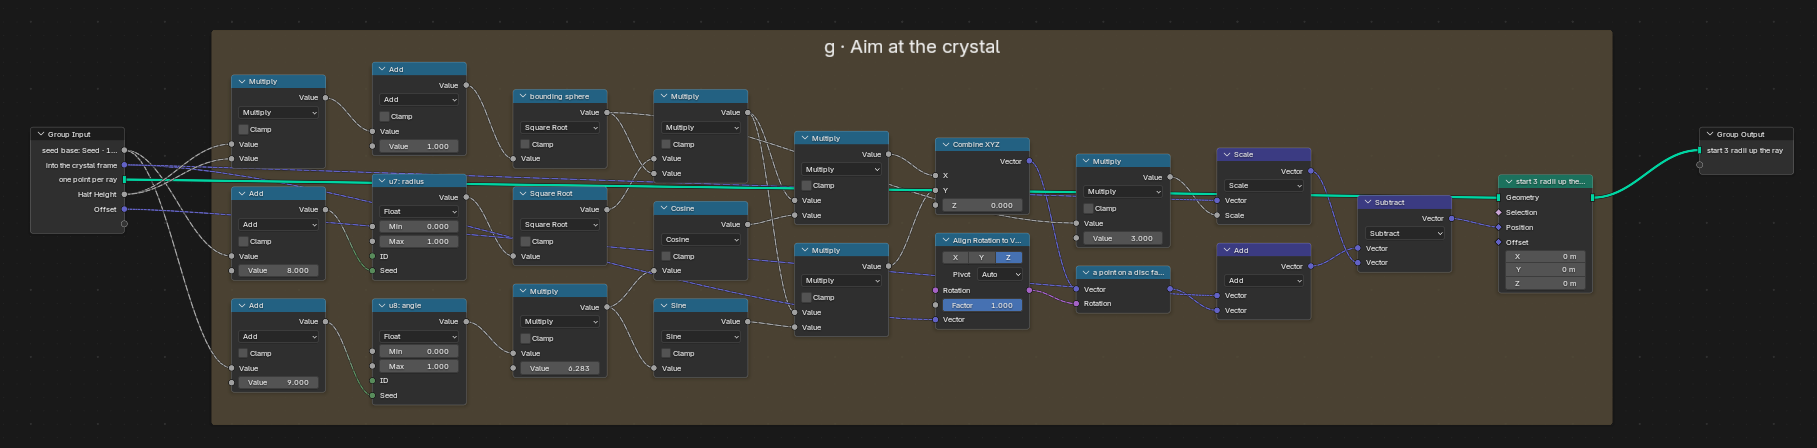 g · Aim at the crystal
Group Input
seed base: Seed · 1...
into the crystal frame
one point per ray
Half Height
Offset
Multiply
Value
Multiply
Clamp
Value
Value
Add
Value
Add
Clamp
Value
Value 8.000
Add
Value
Add
Clamp
Value
Value 9.000
Add
Value
Add
Clamp
Value
Value 1.000
u7: radius
Value
Float
Min 0.000
Max 1.000
ID
Seed
u8: angle
Value
Float
Min 0.000
Max 1.000
ID
Seed
bounding sphere
Value
Square Root
Clamp
Value
Square Root
Value
Square Root
Clamp
Value
Multiply
Value
Multiply
Clamp
Value
Value 6.283
Multiply
Value
Multiply
Clamp
Value
Value
Cosine
Value
Cosine
Clamp
Value
Sine
Value
Sine
Clamp
Value
Multiply
Value
Multiply
Clamp
Value
Value
Multiply
Value
Multiply
Clamp
Value
Value
Combine XYZ
Vector
X
Y
Z 0.000
Align Rotation to V...
X Y Z
Pivot Auto
Rotation
Factor 1.000
Vector
Multiply
Value
Multiply
Clamp
Value
Value 3.000
a point on a disc fa...
Vector
Rotation
Scale
Vector
Scale
Vector
Scale
Add
Vector
Add
Vector
Vector
Subtract
Vector
Subtract
Vector
Vector
start 3 radii up the...
Geometry
Selection
Position
Offset
X 0 m
Y 0 m
Z 0 m
Group Output
start 3 radii up the ray